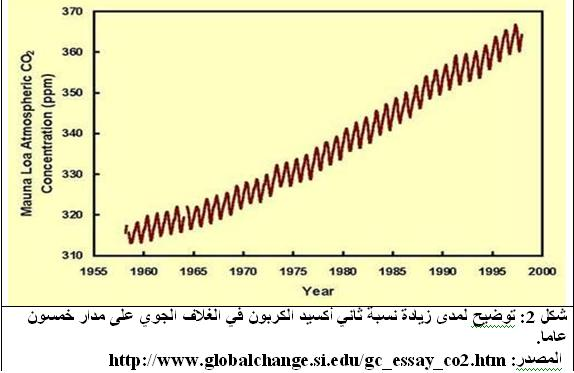 370
360
350
340
330
320
310
Mauna Loa Atmospheric CO₂
Concentration (ppm)
1955 1960 1965 1970 1975 1980 1985 1990 1995 2000
Year
شكل 2: توضيح لمدى زيادة نسبة ثاني أكسيد الكربون في الغلاف الجوي على مدار خمسون
عاما.
المصدر: http://www.globalchange.si.edu/gc_essay_co2.htm